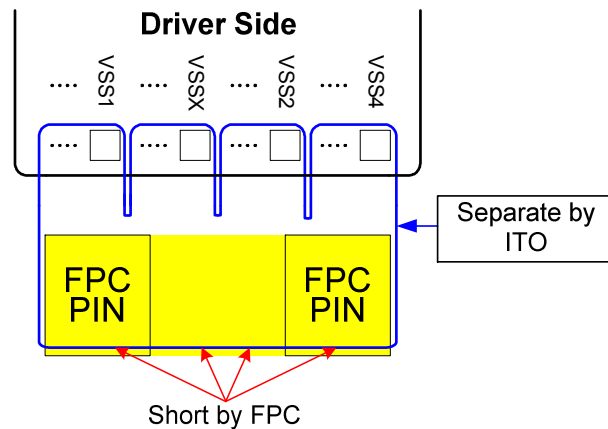 Driver Side
.... VSS1 .... VSSX .... VSS2 .... VSS4
.... .... .... ....
Separate by
ITO
FPC
PIN
FPC
PIN
Short by FPC